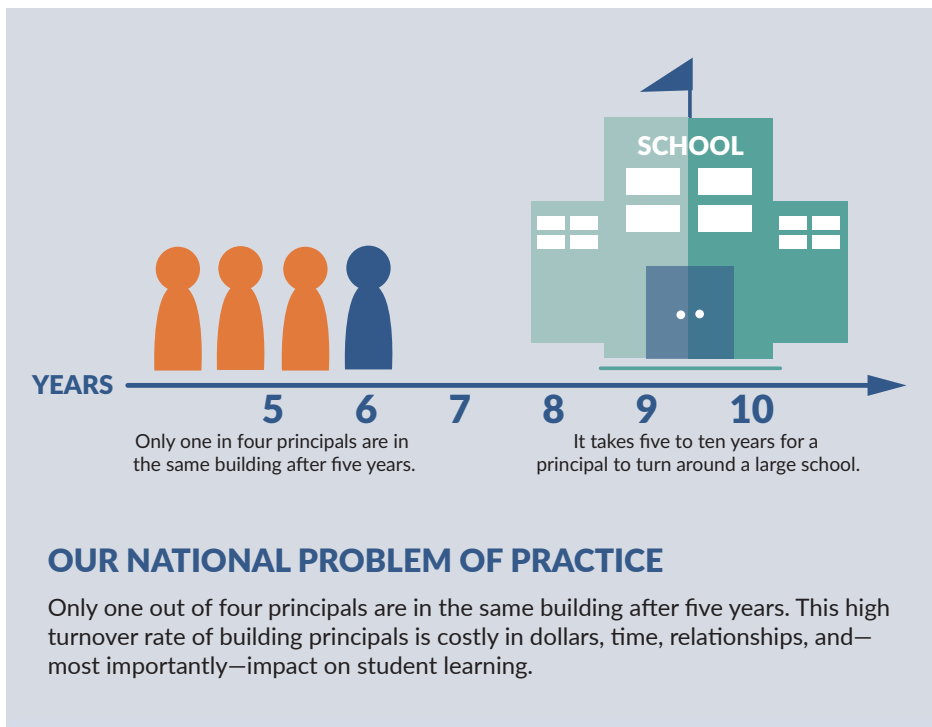 SCHOOL
YEARS
5 6 7 8 9 10
Only one in four principals are in
the same building after five years.
It takes five to ten years for a
principal to turn around a large school.
OUR NATIONAL PROBLEM OF PRACTICE
Only one out of four principals are in the same building after five years. This high
turnover rate of building principals is costly in dollars, time, relationships, and—
most importantly—impact on student learning.